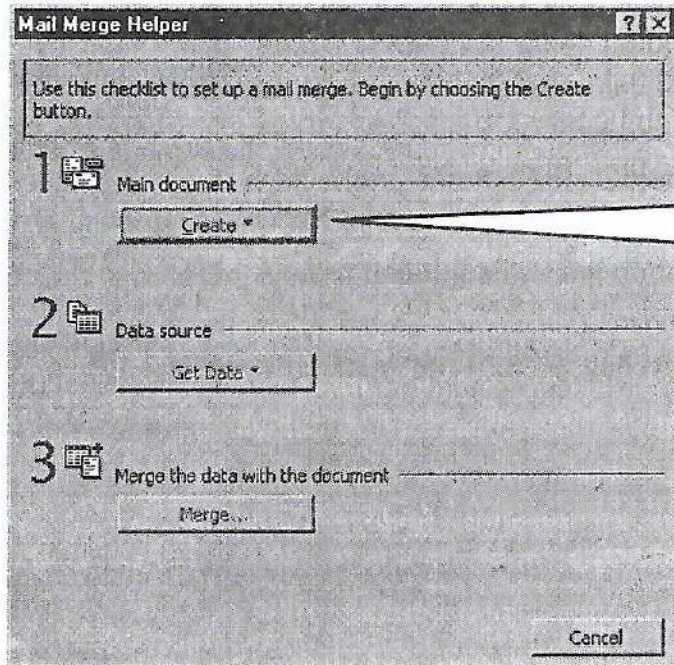 Mail Merge Helper
Use this checklist to set up a mail merge. Begin by choosing the Create
button.
1 Main document
Create
2 Data source
Get Data
3 Merge the data with the document
Merge...
Cancel